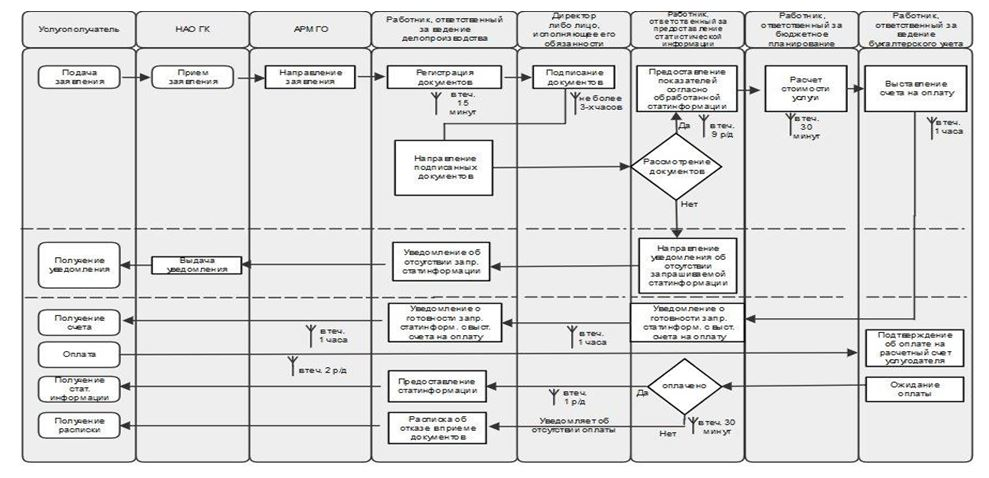 Услугополучатель
НАО ГК
АРМ ГО
Работник, ответственный
за ведение
делопроизводства
Директор
либо лицо,
исполняющее его
обязанности
Работник,
ответственный за
предоставление
статистической
информации
Работник,
ответственный за
бюджетное
планирование
Работник,
ответственный за
ведение
бухгалтерского учета
Подача
заявления
Прием
заявления
Направление
заявления
Регистрация
документов
Подписание
документов
Предоставление
показателей
согласно
обработанной
статинформации
Расчет
стоимости
услуги
Выставление
счета на оплату
в теч.
15
минут
не более
3-х часов
Да
в теч.
9 р/д
в теч.
30
минут
в теч.
1 часа
Направление
подписанных
документов
Рассмотрение
документов
Нет
Получение
уведомления
Выдача
уведомления
Уведомление об
отсутствии запр.
статинформации
Направление
уведомления об
отсутствии
запрашиваемой
статинформации
Получение
счета
в теч.
1 часа
Уведомление о
готовности запр.
статинформ. с выст.
счета на оплату
в теч.
1 часа
Уведомление о
готовности запр.
статинформ. с выст.
счета на оплату
Оплата
в теч. 2 р/д
Подтверждение
об оплате на
расчетный счет
услугодателя
Получение
стат.
информации
Предоставление
статинформации
в теч.
1 р/д
Да
оплачено
Ожидание
оплаты
Получение
расписки
Расписка об
отказе в приеме
документов
Уведомляет об
отсутствии оплаты
Нет
в теч. 30
минут